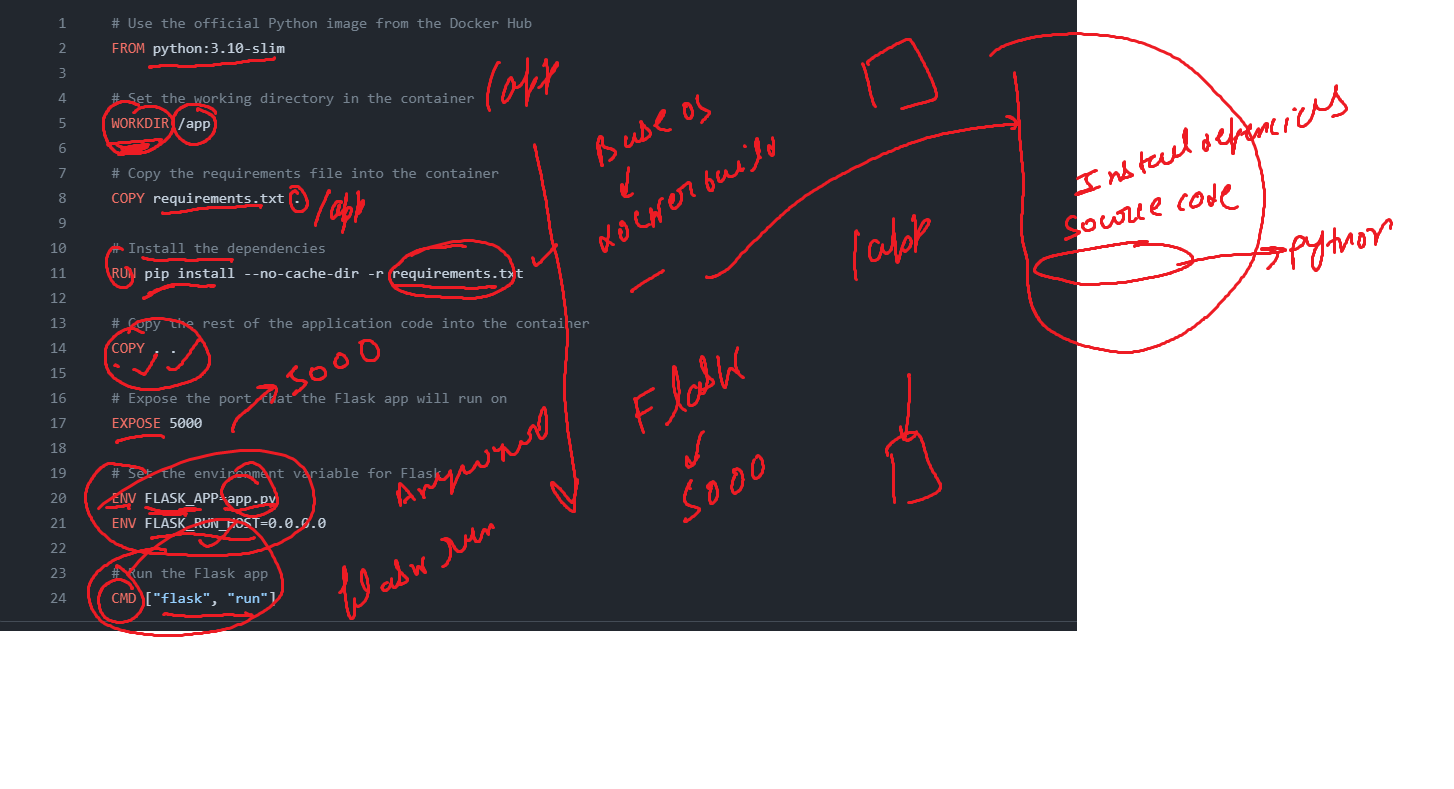 1 # Use the official Python image from the Docker Hub
2 FROM python:3.10-slim
3
4 # Set the working directory in the container
/app
5 WORKDIR /app
6
7 # Copy the requirements file into the container
8 COPY requirements.txt .
/app
9
10 # Install the dependencies
11 RUN pip install --no-cache-dir -r requirements.txt
12
13 # Copy the rest of the application code into the container
14 COPY . .
5000
15
16 # Expose the port that the Flask app will run on
17 EXPOSE 5000
18
19 # Set the environment variable for Flask
20 ENV FLASK_APP=app.py
21 ENV FLASK_RUN_HOST=0.0.0.0
22
23 # Run the Flask app
24 CMD ["flask", "run"]
flask run
Base os
docker build
/app
Flask
5000
Install
source code
python